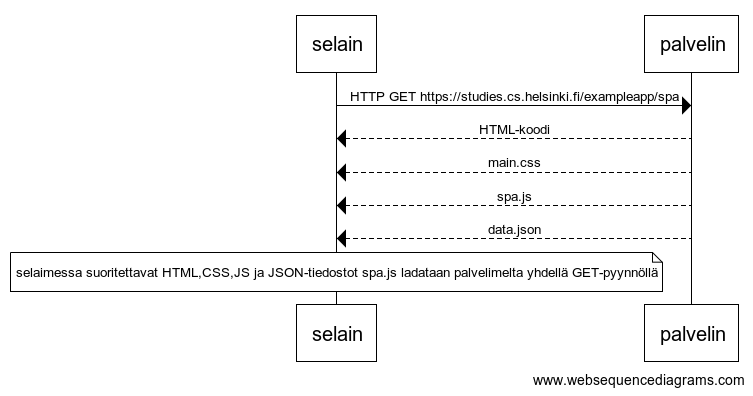 selain palvelin
HTTP GET https://studies.cs.helsinki.fi/exampleapp/spa
HTML-koodi
main.css
spa.js
data.json
selaimessa suoritettavat HTML,CSS,JS ja JSON-tiedostot spa.js ladataan palvelimelta yhdellä GET-pyynnöllä
selain palvelin
www.websequencediagrams.com